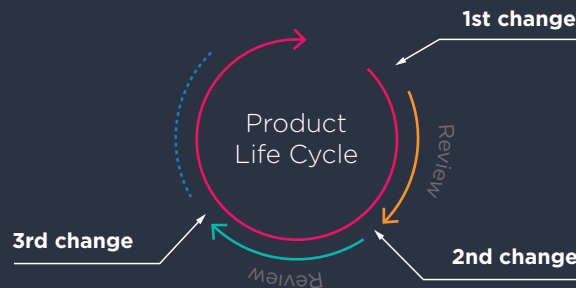 1st change
Product
Life Cycle
Review
3rd change
2nd change
Review